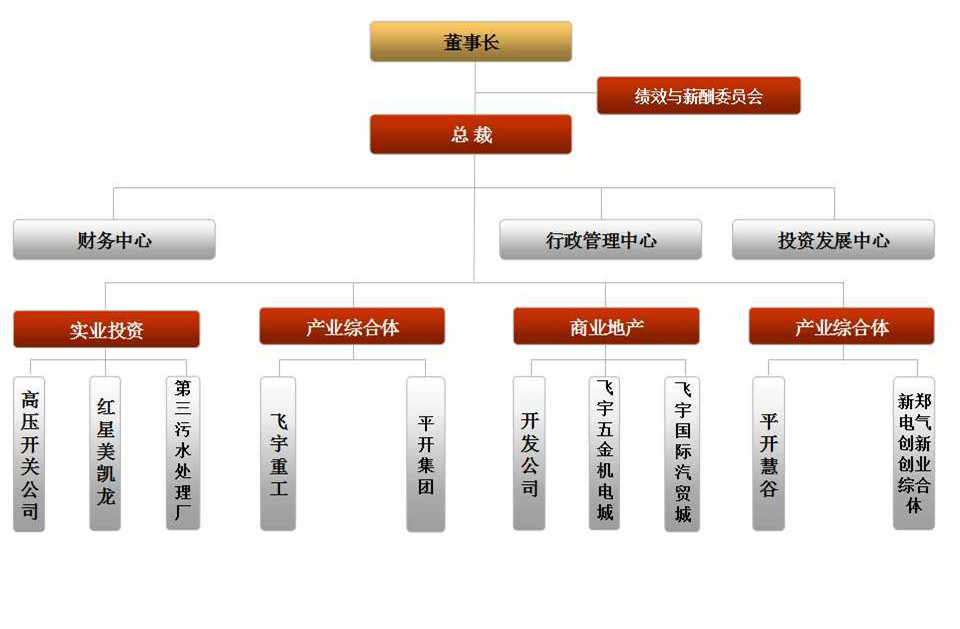 董事长
绩效与薪酬委员会
总 裁
财务中心
行政管理中心
投资发展中心
实业投资
产业综合体
商业地产
产业综合体
高压开关公司
红星美凯龙
第三污水处理厂
飞宇重工
平开集团
开发公司
飞宇五金机电城
飞宇国际汽贸城
平开慧谷
新郑
电气
创新
创业
综合
体